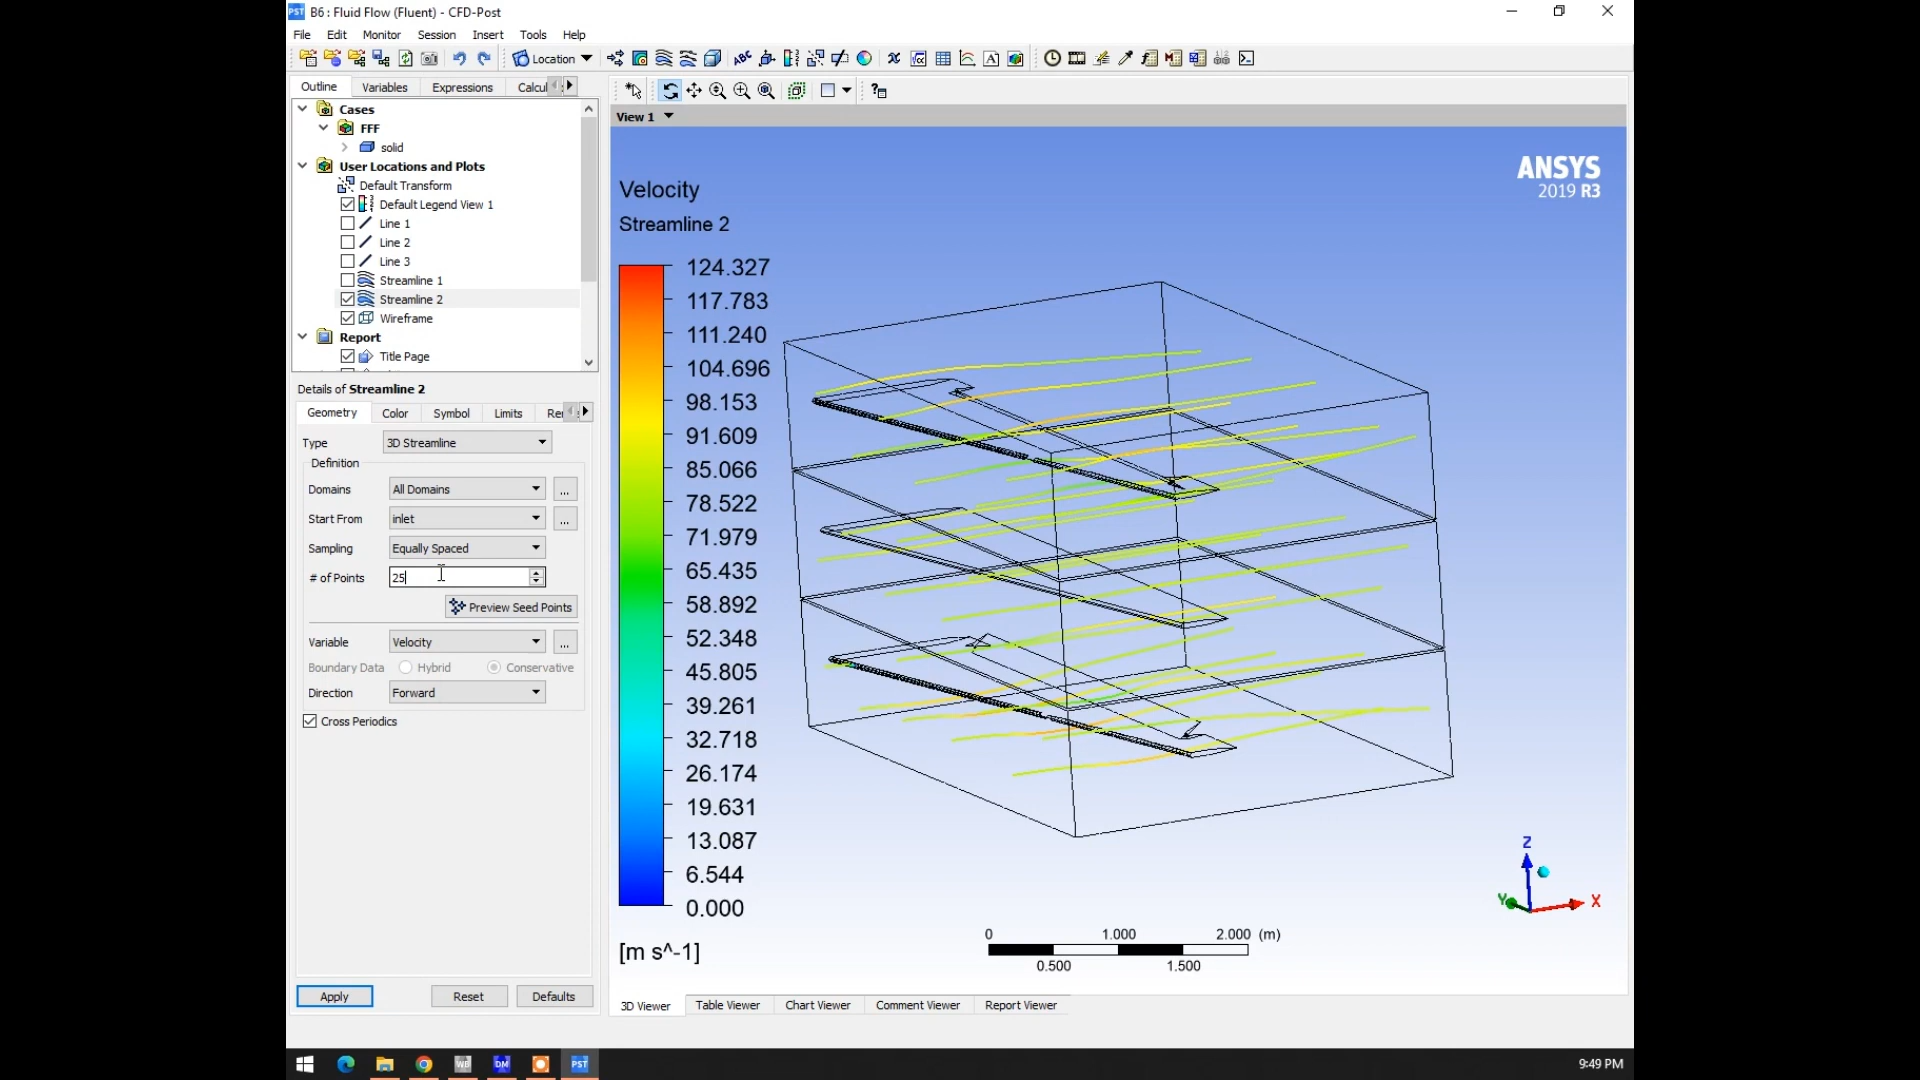 B6 : Fluid Flow (Fluent) - CFD-Post
File Edit Monitor Session Insert Tools Help
Location
Outline Variables Expressions Calcul
Cases
FFF
solid
User Locations and Plots
Default Transform
Default Legend View 1
Line 1
Line 2
Line 3
Streamline 1
Streamline 2
Wireframe
Report
Title Page
Details of Streamline 2
Geometry Color Symbol Limits
Type 3D Streamline
Definition
Domains All Domains ...
Start From inlet ...
Sampling Equally Spaced
# of Points 25
Preview Seed Points
Variable Velocity ...
Boundary Data Hybrid Conservative
Direction Forward
Cross Periodics
Apply Reset Defaults
View 1
ANSYS
2019 R3
Velocity
Streamline 2
124.327
117.783
111.240
104.696
98.153
91.609
85.066
78.522
71.979
65.435
58.892
52.348
45.805
39.261
32.718
26.174
19.631
13.087
6.544
0.000
[m s^-1]
Z
Y X
0 1.000 2.000 (m)
0.500 1.500
3D Viewer Table Viewer Chart Viewer Comment Viewer Report Viewer
WB DM PST
9:49 PM